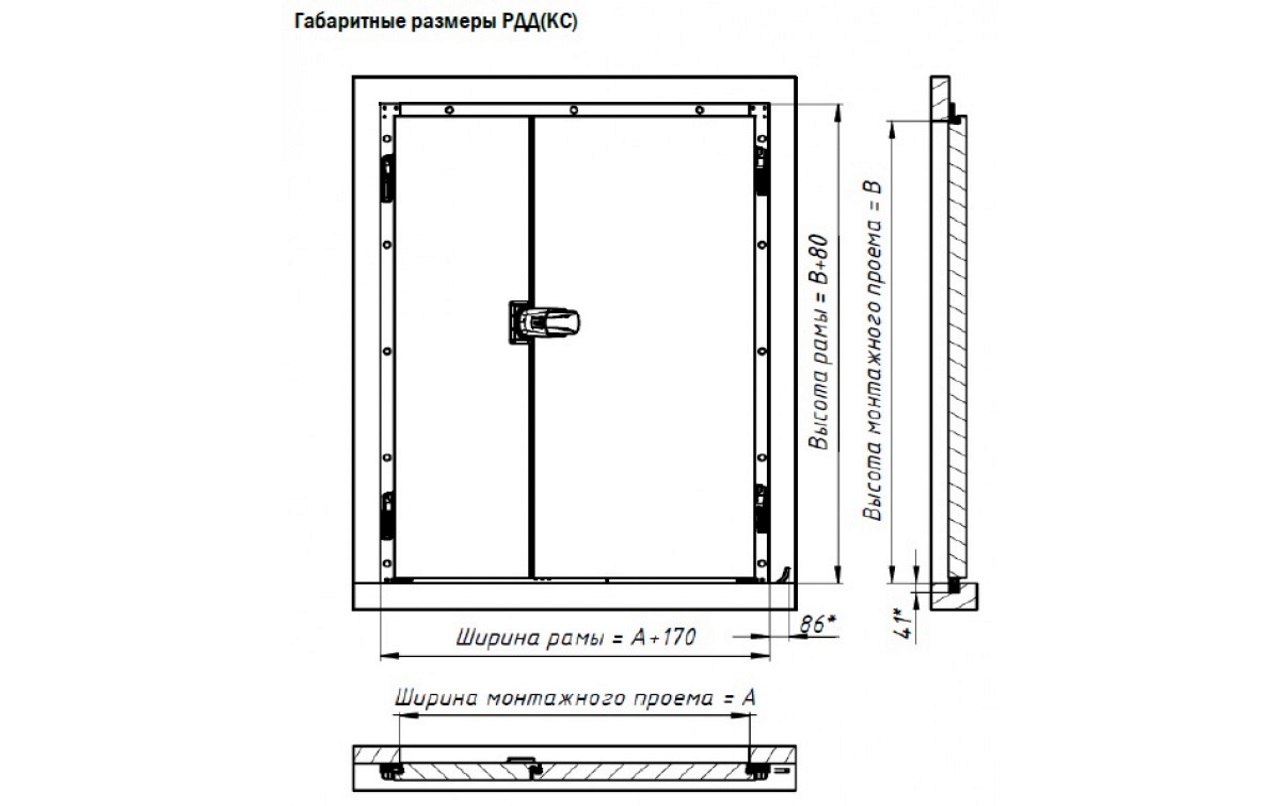 Габаритные размеры РДД(КС)
Высота рамы = В+80
Высота монтажного проема = В
41*
86*
Ширина рамы = А+170
Ширина монтажного проема = А